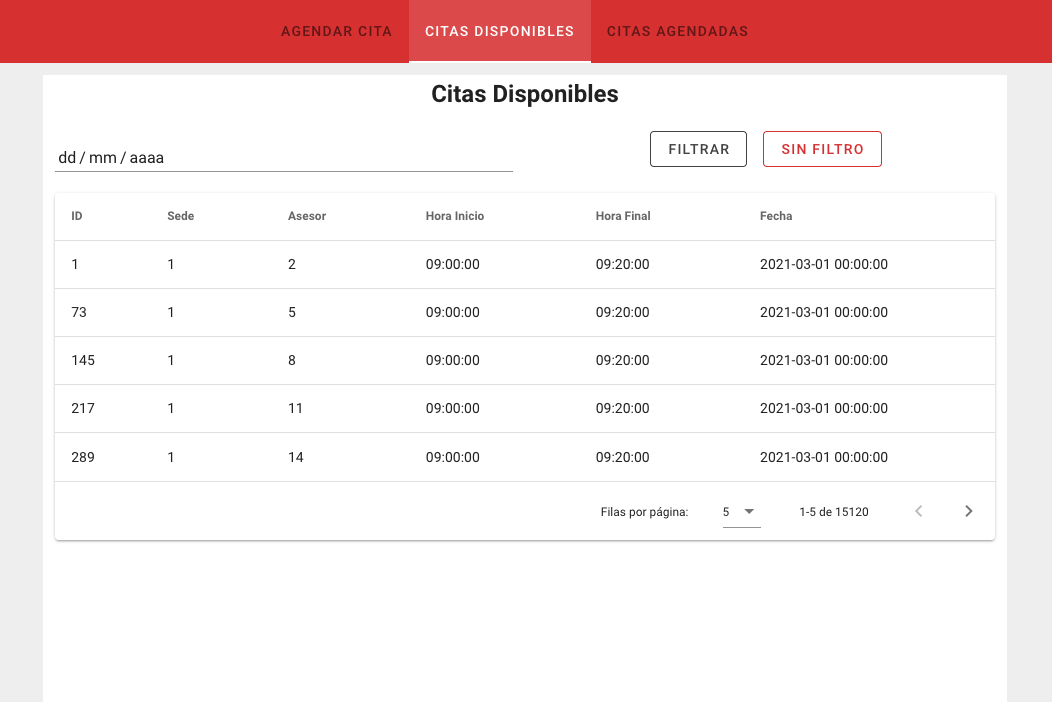 AGENDAR CITA CITAS DISPONIBLES CITAS AGENDADAS
Citas Disponibles
dd / mm / aaaa FILTRAR SIN FILTRO
ID Sede Asesor Hora Inicio Hora Final Fecha
1 1 2 09:00:00 09:20:00 2021-03-01 00:00:00
73 1 5 09:00:00 09:20:00 2021-03-01 00:00:00
145 1 8 09:00:00 09:20:00 2021-03-01 00:00:00
217 1 11 09:00:00 09:20:00 2021-03-01 00:00:00
289 1 14 09:00:00 09:20:00 2021-03-01 00:00:00
Filas por página: 5 1-5 de 15120